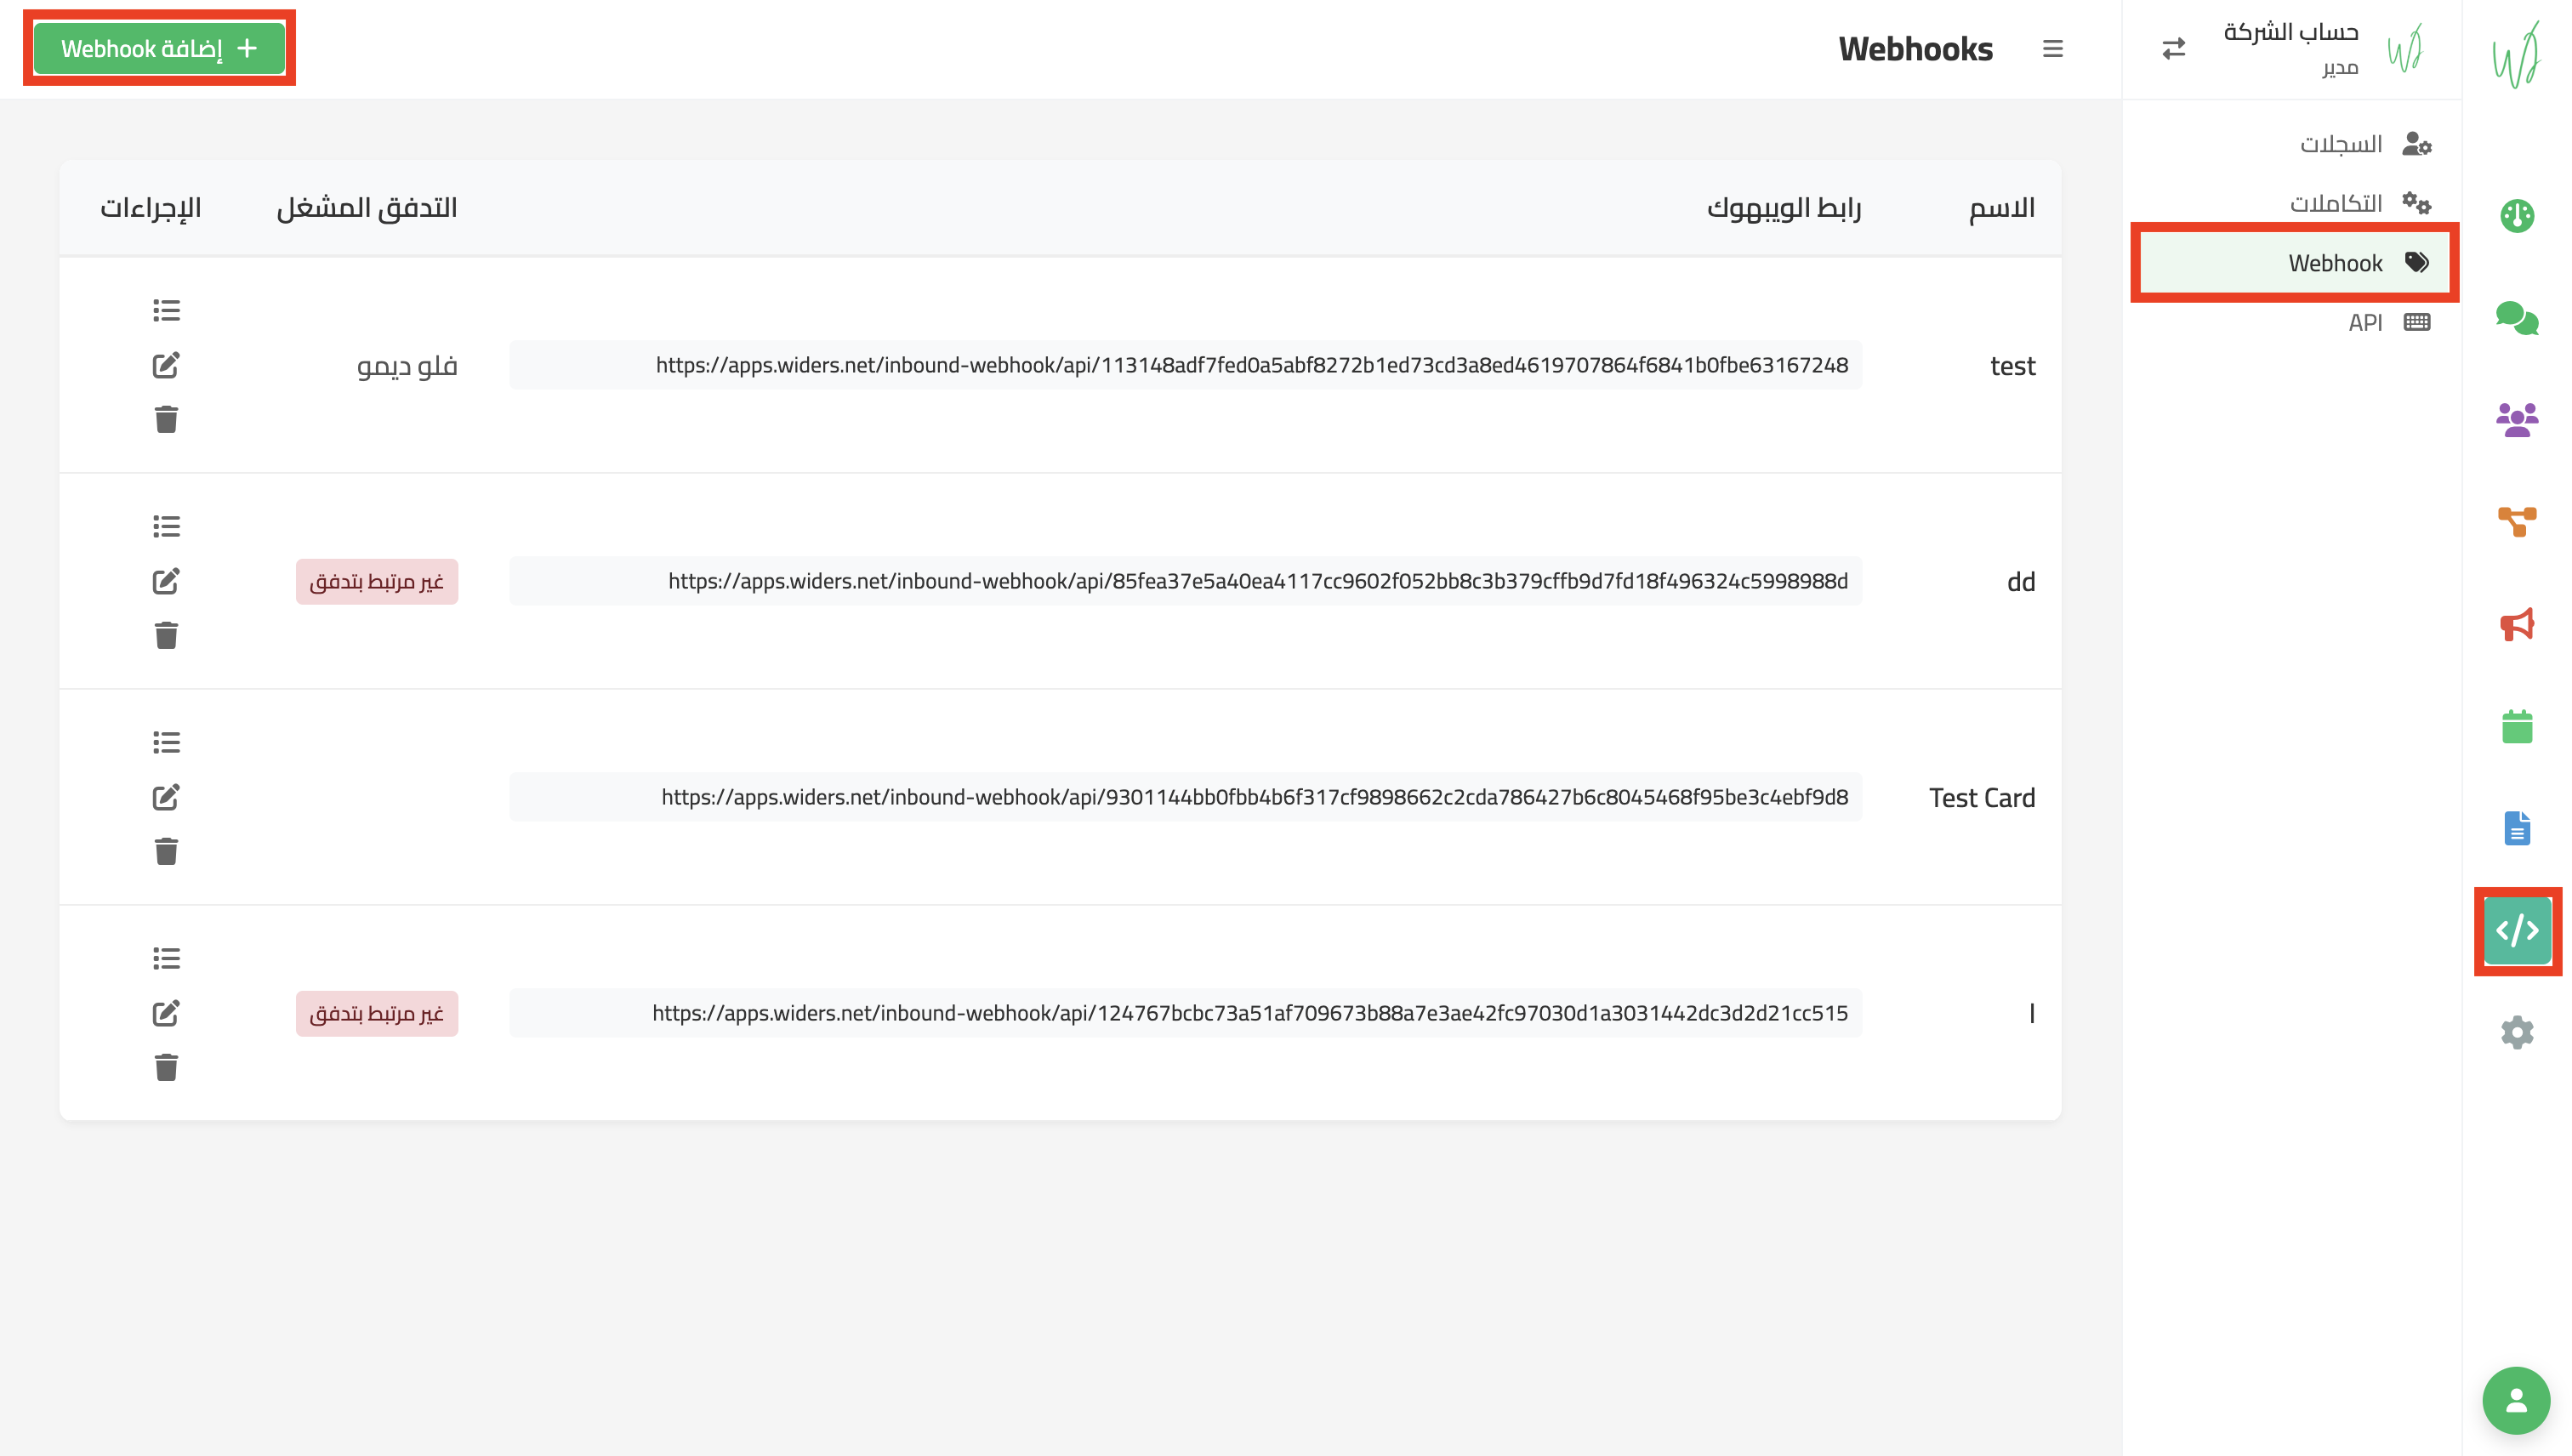 حساب الشركة
مدير
Webhooks
إضافة Webhook
السجلات
التكاملات
Webhook
API
الاسم
رابط الويبهوك
التدفق المشغل
الإجراءات
test
https://apps.widers.net/inbound-webhook/api/113148adf7fed0a5abf8272b1ed73cd3a8ed4619707864f6841b0fbe63167248
فلو ديمو
dd
https://apps.widers.net/inbound-webhook/api/85fea37e5a40ea4117cc9602f052bb8c3b379cffb9d7fd18f496324c5998988d
غير مرتبط بتدفق
Test Card
https://apps.widers.net/inbound-webhook/api/9301144bb0fbb4b6f317cf9898662c2cda786427b6c8045468f95be3c4ebf9d8
l
https://apps.widers.net/inbound-webhook/api/124767bcbc73a51af709673b88a7e3ae42fc97030d1a3031442dc3d2d21cc515
غير مرتبط بتدفق